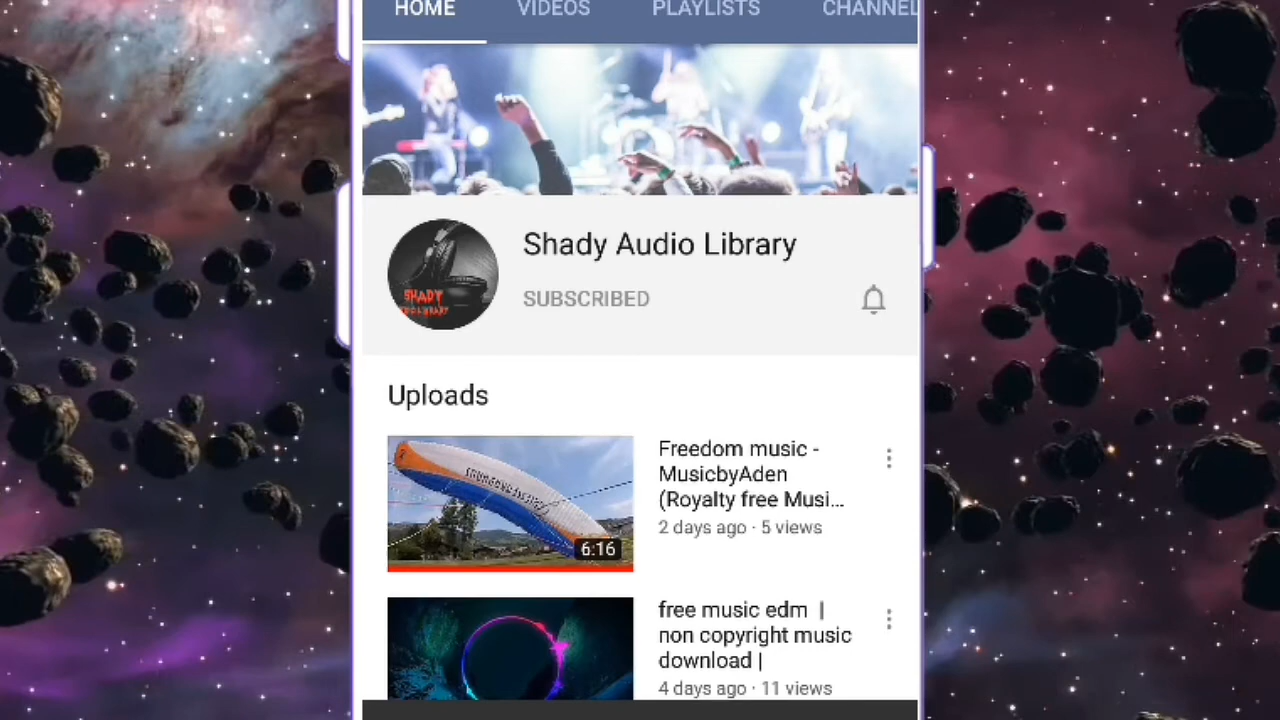 HOME VIDEOS PLAYLISTS CHANNEL
SHADY
Shady Audio Library
SUBSCRIBED
Uploads
6:16
Freedom music -
MusicbyAden
(Royalty free Musi...
2 days ago · 5 views
free music edm |
non copyright music
download |
4 days ago · 11 views